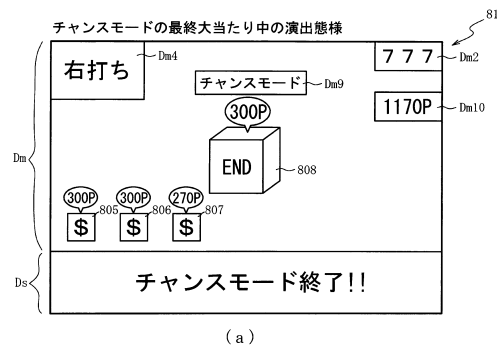 チャンスモードの最終大当たり中の演出態様
81
右打ち
Dm4
777
Dm2
チャンスモード
Dm9
300P
1170P
Dm10
Dm
END
808
300P
300P
270P
$
805
$
806
$
807
Ds
チャンスモード終了!!
(a)